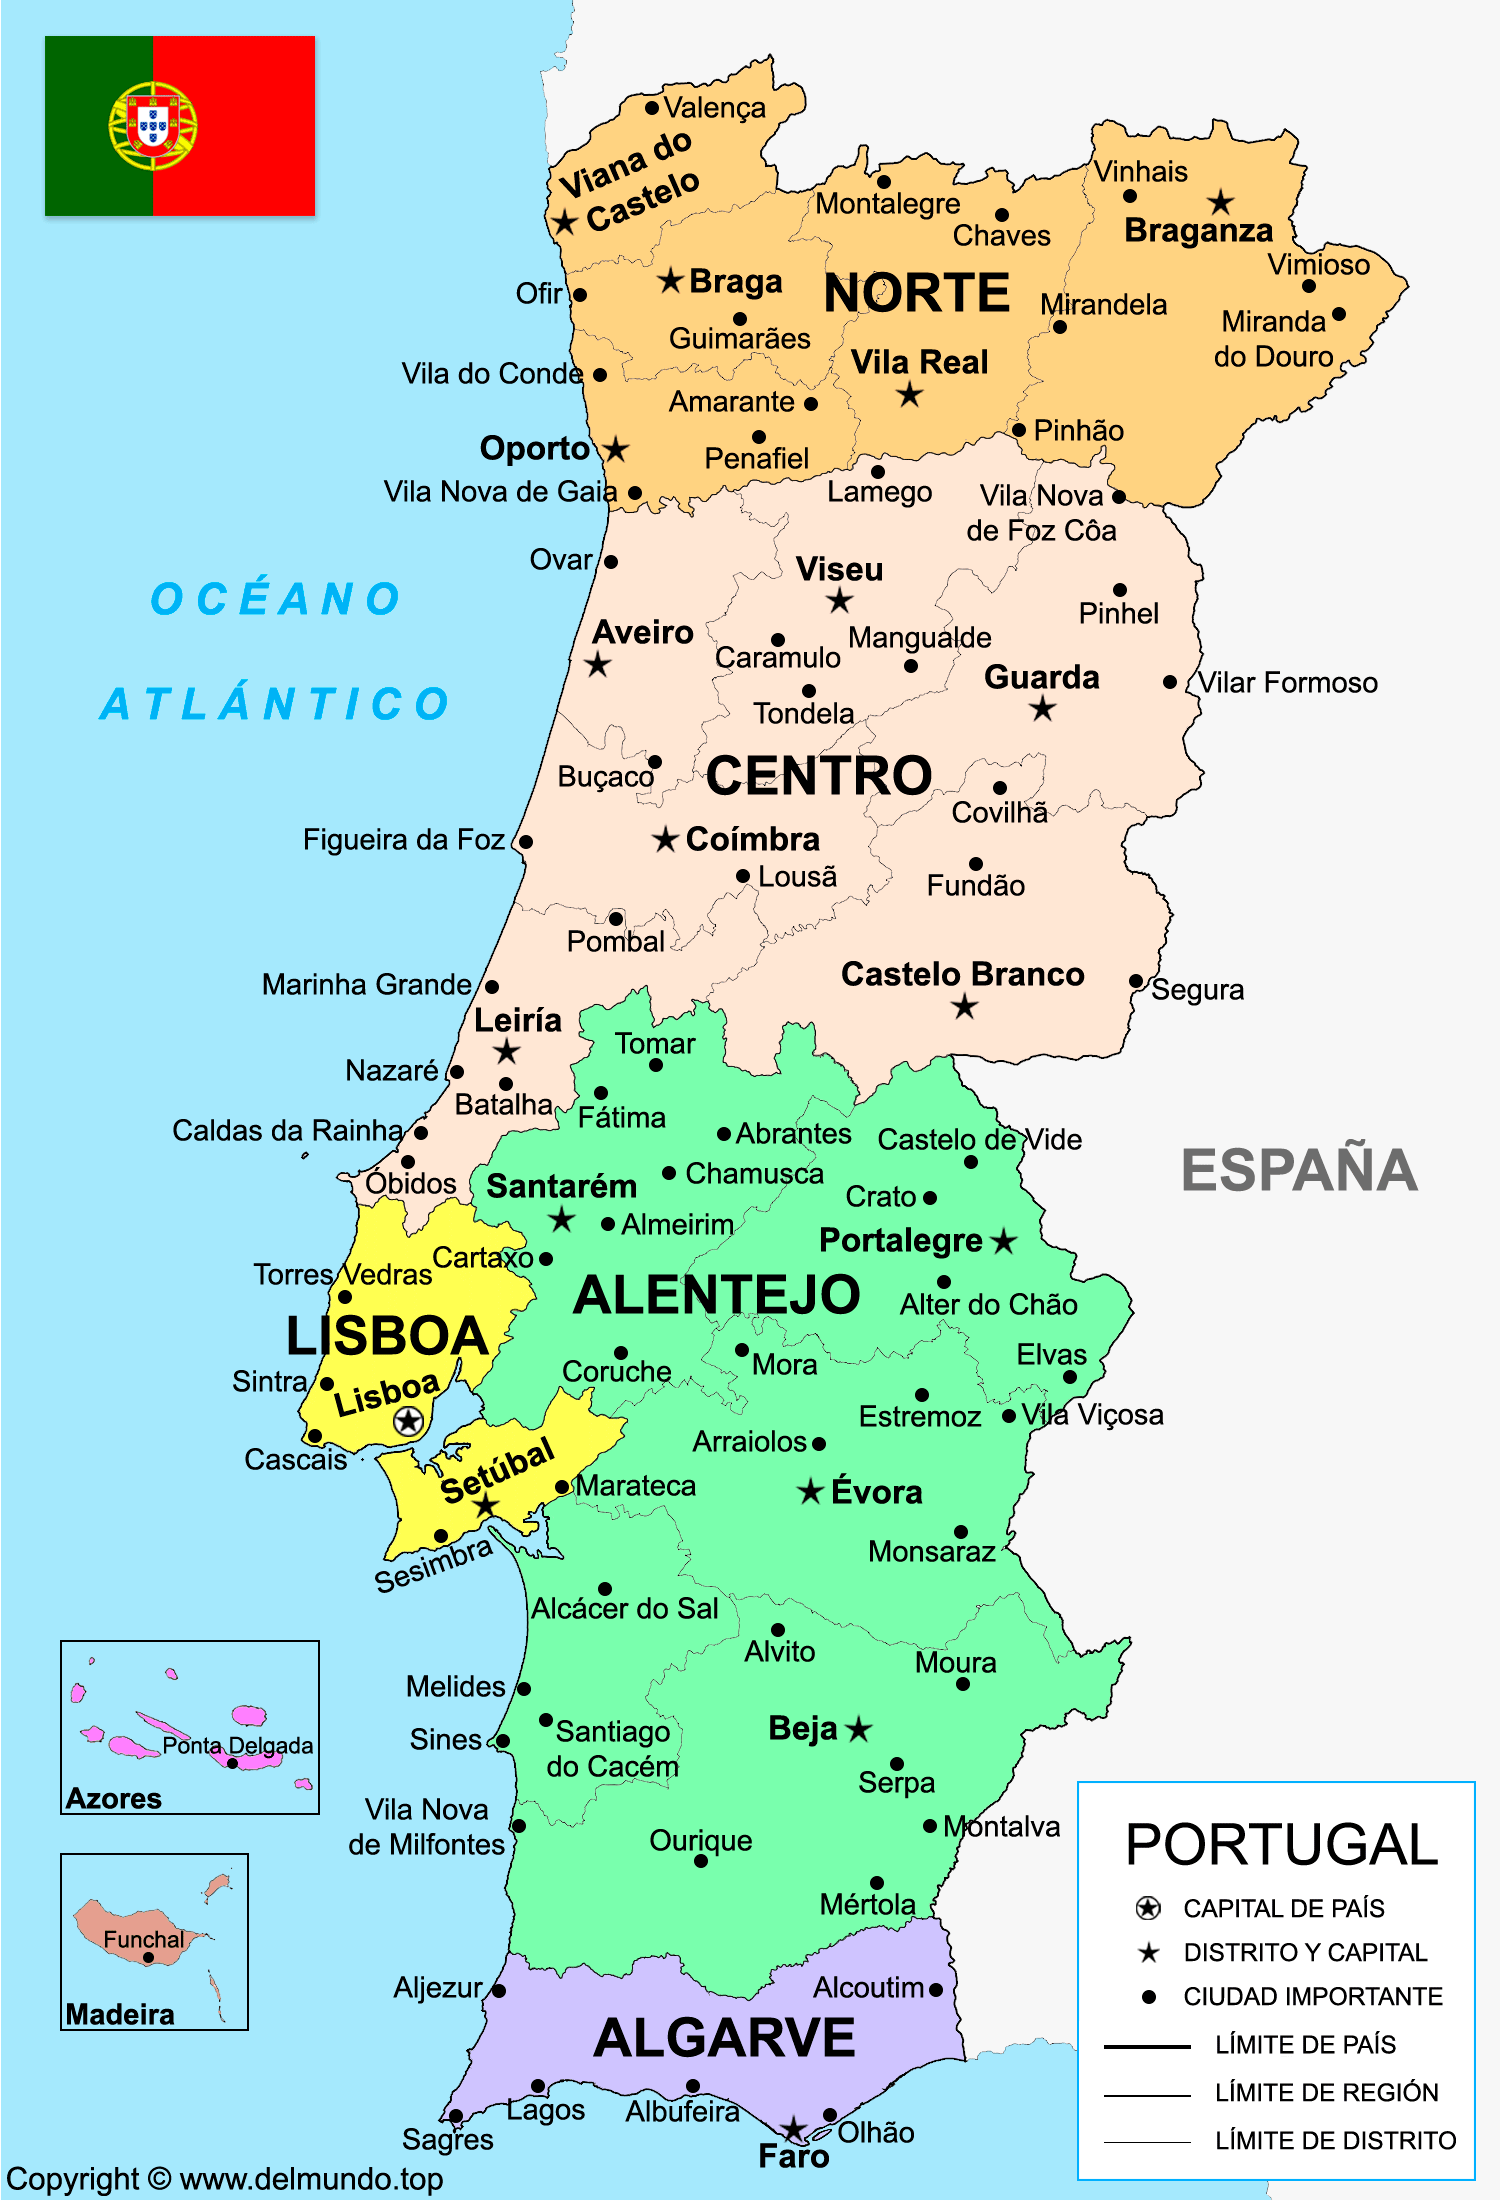 Valença
Viana do
Castelo
Montalegre
Chaves
Vinhais
Braganza
Vimioso
Miranda
do Douro
Mirandela
Ofir
Braga
Guimarães
NORTE
Vila Real
Vila do Conde
Amarante
Penafiel
Pinhão
Oporto
Vila Nova de Gaia
Lamego
Vila Nova
de Foz Côa
Ovar
OCÉANO
ATLÁNTICO
Viseu
Pinhel
Aveiro
Caramulo
Mangualde
Guarda
Vilar Formoso
Tondela
Buçaco
CENTRO
Covilhã
Figueira da Foz
Coímbra
Lousã
Fundão
Pombal
Castelo Branco
Segura
Marinha Grande
Leiría
Tomar
Nazaré
Batalha
Fátima
Caldas da Rainha
Abrantes
Castelo de Vide
ESPAÑA
Óbidos
Santarém
Chamusca
Crato
Almeirim
Portalegre
Cartaxo
Torres Vedras
ALENTEJO
Alter do Chão
LISBOA
Sintra
Lisboa
Coruche
Mora
Elvas
Estremoz
Vila Viçosa
Cascais
Arraiolos
Setúbal
Marateca
Évora
Sesimbra
Monsaraz
Alcácer do Sal
Alvito
Moura
Melides
Santiago
do Cacém
Sines
Beja
Serpa
Ponta Delgada
Azores
Vila Nova
de Milfontes
Ourique
Montalva
Mértola
Funchal
Madeira
Aljezur
Alcoutim
ALGARVE
Sagres
Lagos
Albufeira
Faro
Olhão
PORTUGAL
CAPITAL DE PAÍS
DISTRITO Y CAPITAL
CIUDAD IMPORTANTE
LÍMITE DE PAÍS
LÍMITE DE REGIÓN
LÍMITE DE DISTRITO
Copyright © www.delmundo.top